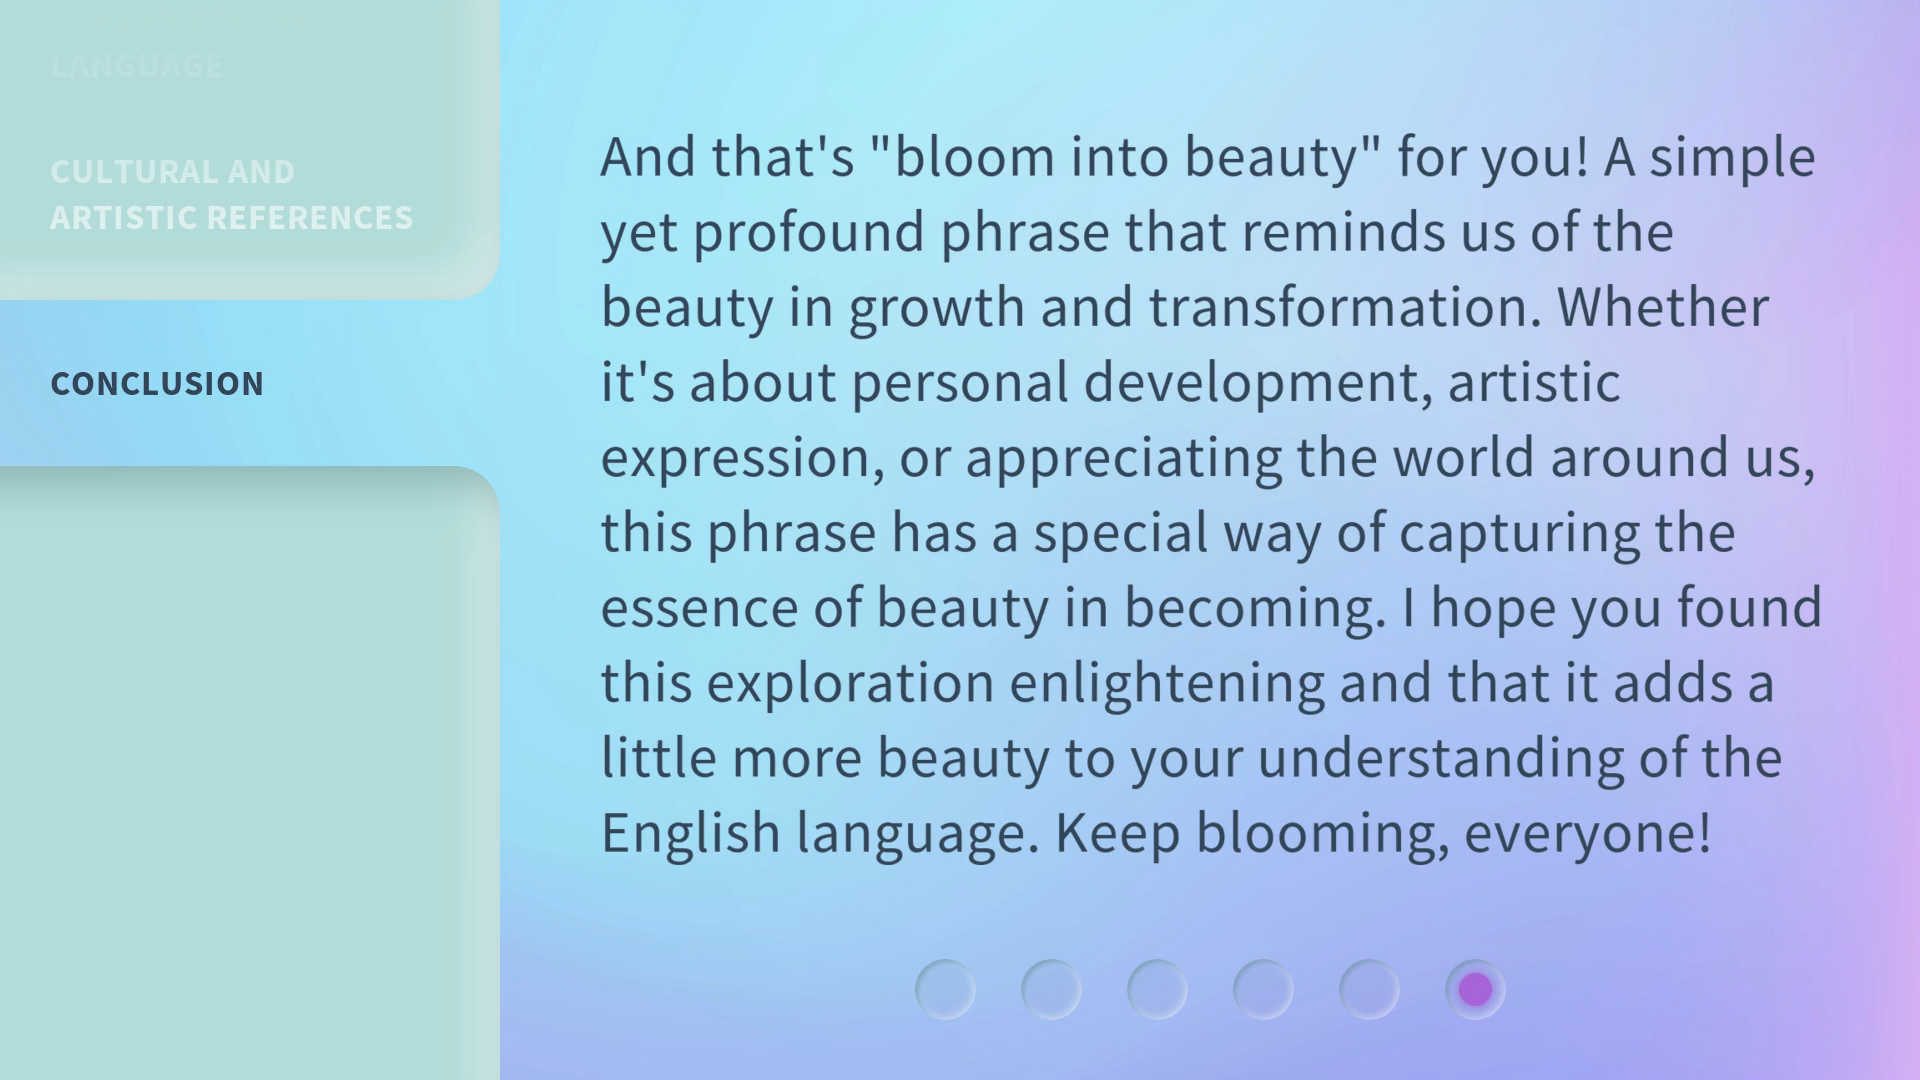 LANGUAGE
CULTURAL AND
ARTISTIC REFERENCES
CONCLUSION
And that's "bloom into beauty" for you! A simple
yet profound phrase that reminds us of the
beauty in growth and transformation. Whether
it's about personal development, artistic
expression, or appreciating the world around us,
this phrase has a special way of capturing the
essence of beauty in becoming. I hope you found
this exploration enlightening and that it adds a
little more beauty to your understanding of the
English language. Keep blooming, everyone!